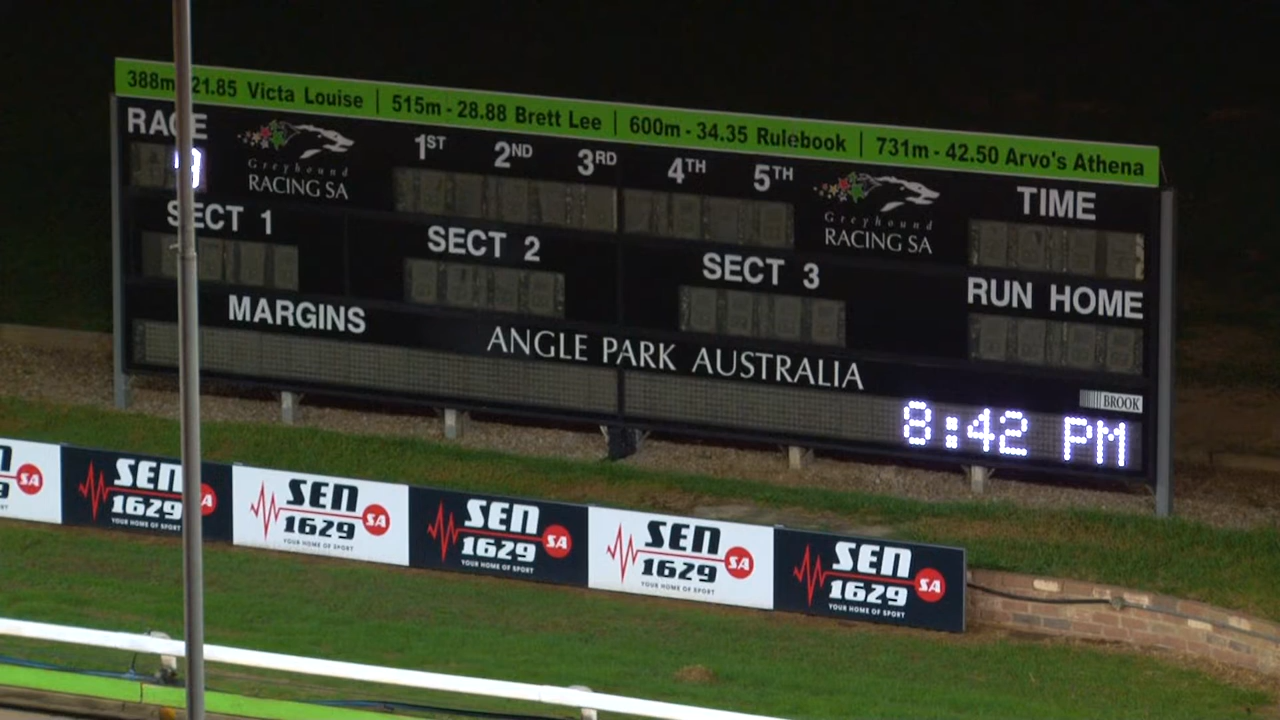 388m 21.85 Victa Louise | 515m - 28.88 Brett Lee | 600m - 34.35 Rulebook | 731m - 42.50 Arvo's Athena
RACE
9
Greyhound
RACING SA
1ST 2ND 3RD 4TH 5TH
Greyhound
RACING SA
TIME
SECT 1
SECT 2
SECT 3
RUN HOME
MARGINS
ANGLE PARK AUSTRALIA
BROOK
8:42 PM
SA
SEN
1629
SA
YOUR HOME OF SPORT
SEN
1629
SA
YOUR HOME OF SPORT
SEN
1629
SA
YOUR HOME OF SPORT
SEN
1629
SA
YOUR HOME OF SPORT
SEN
1629
SA
YOUR HOME OF SPORT